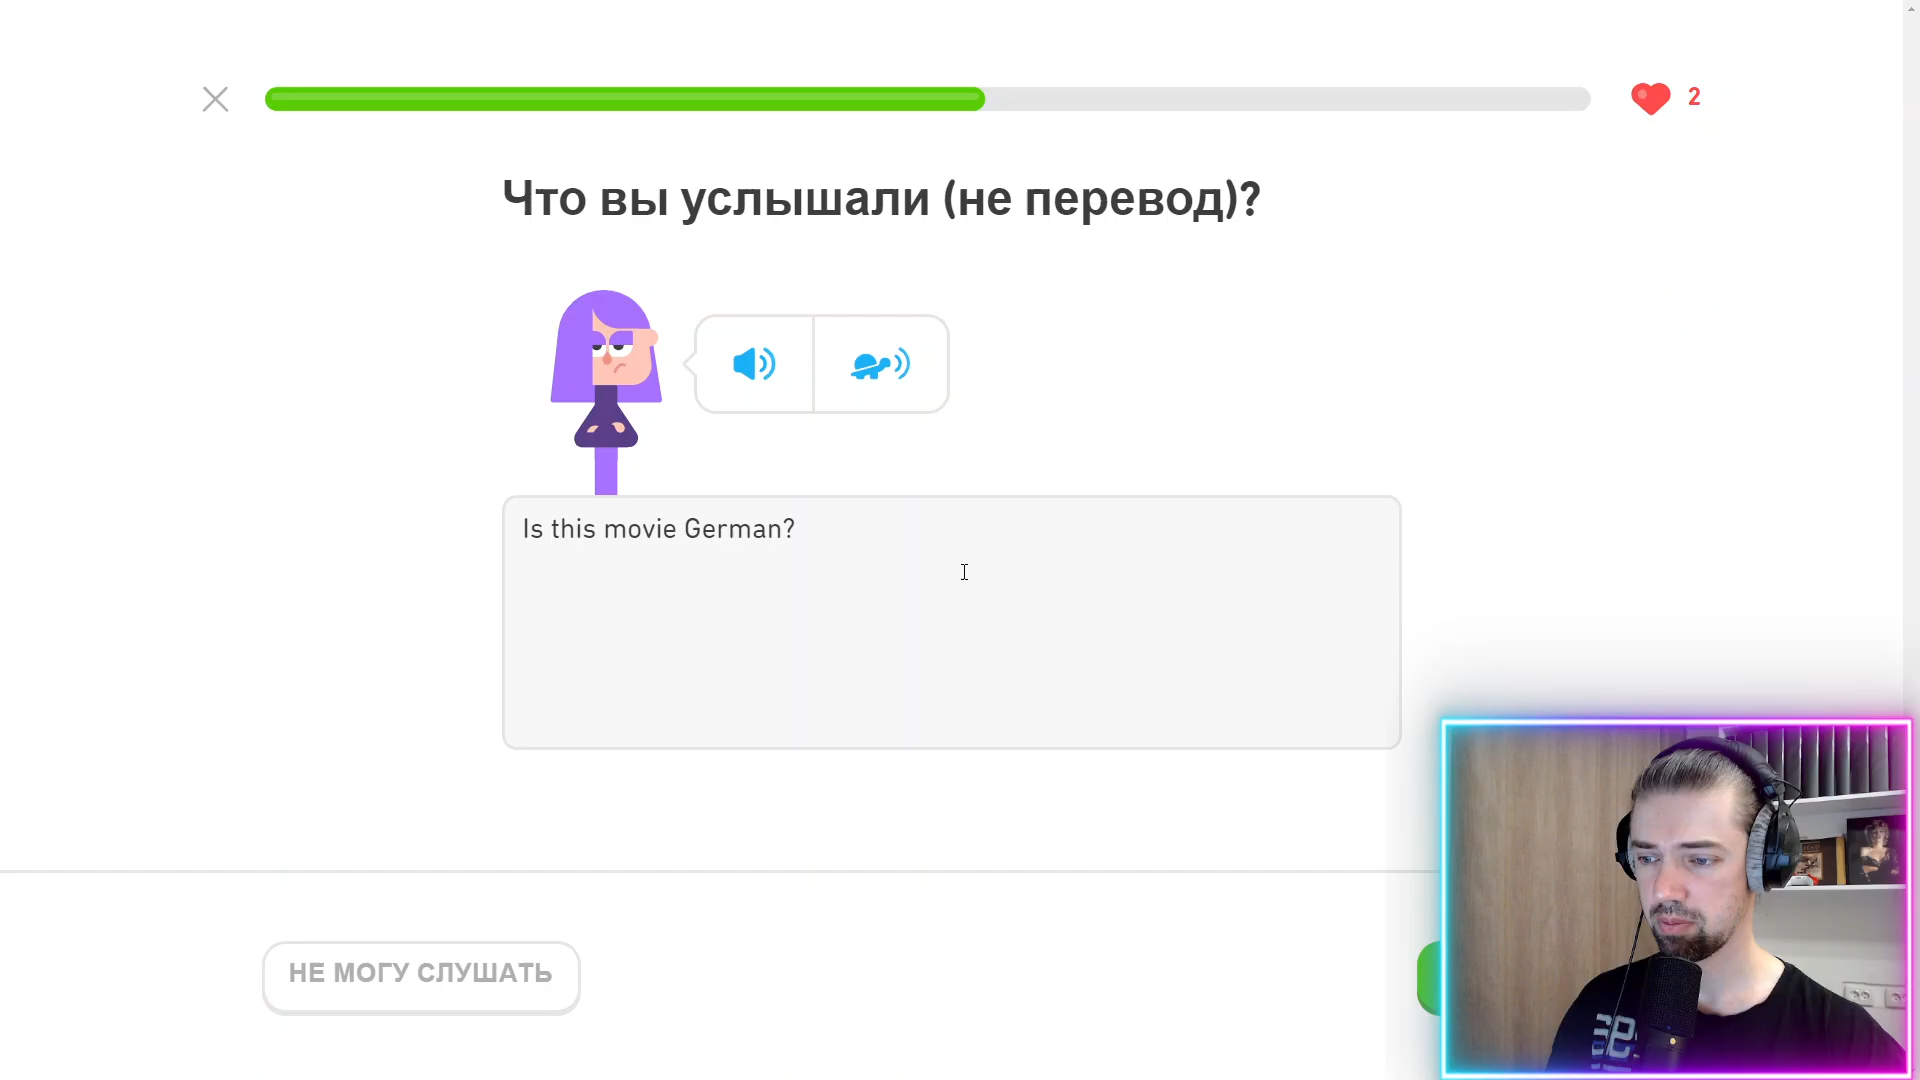 2
Что вы услышали (не перевод)?
Is this movie German?
НЕ МОГУ СЛУШАТЬ